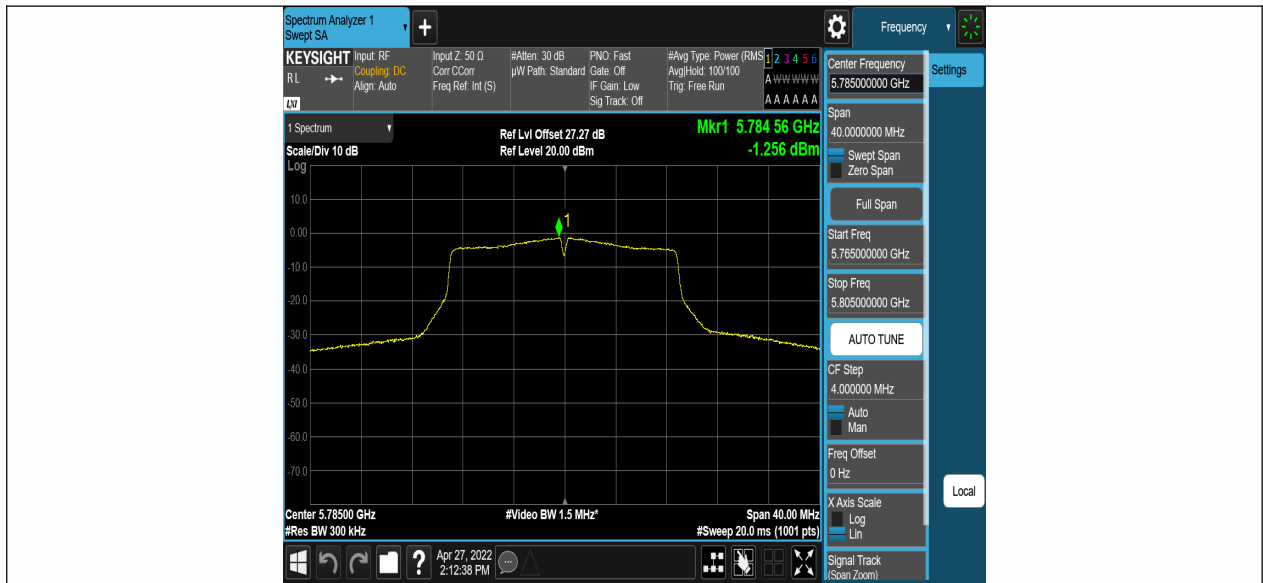 Spectrum Analyzer 1
Swept SA
Frequency
KEYSIGHT
RL
LXI
Input: RF
Coupling: DC
Align: Auto
Input Z: 50 Ω
Corr CCorr
Freq Ref: Int (S)
#Atten: 30 dB
µW Path: Standard
PNO: Fast
Gate: Off
IF Gain: Low
Sig Track: Off
#Avg Type: Power (RMS
Avg|Hold: 100/100
Trig: Free Run
1 2 3 4 5 6
A W W W W W
A A A A A A
1 Spectrum
Scale/Div 10 dB
Ref Lvl Offset 27.27 dB
Ref Level 20.00 dBm
Mkr1 5.784 56 GHz
-1.256 dBm
Log
10.0
0.00
-10.0
-20.0
-30.0
-40.0
-50.0
-60.0
-70.0
1
Center 5.78500 GHz
#Res BW 300 kHz
#Video BW 1.5 MHz*
Span 40.00 MHz
#Sweep 20.0 ms (1001 pts)
Center Frequency
5.785000000 GHz
Settings
Span
40.0000000 MHz
Swept Span
Zero Span
Full Span
Start Freq
5.765000000 GHz
Stop Freq
5.805000000 GHz
AUTO TUNE
CF Step
4.000000 MHz
Auto
Man
Freq Offset
0 Hz
X Axis Scale
Log
Lin
Local
Signal Track
(Span Zoom)
?
Apr 27, 2022
2:12:38 PM